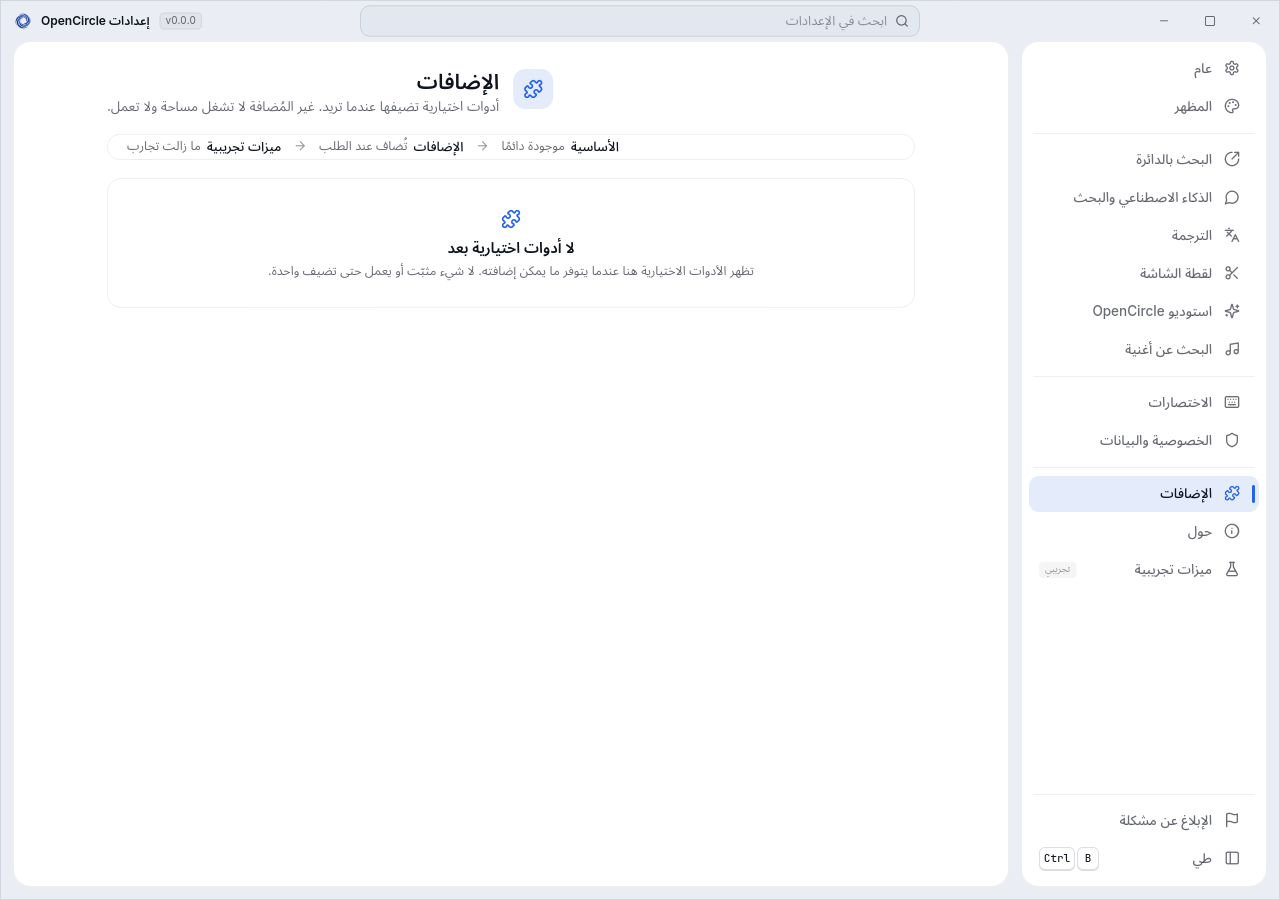 إعدادات OpenCircle
v0.0.0
ابحث في الإعدادات
عام
المظهر
البحث بالدائرة
الذكاء الاصطناعي والبحث
الترجمة
لقطة الشاشة
استوديو OpenCircle
البحث عن أغنية
الاختصارات
الخصوصية والبيانات
الإضافات
حول
ميزات تجريبية تجريبي
الإبلاغ عن مشكلة
طي Ctrl B
الإضافات
أدوات اختيارية تضيفها عندما تريد. غير المُضافة لا تشغل مساحة ولا تعمل.
الأساسية موجودة دائمًا ← الإضافات تُضاف عند الطلب ← ميزات تجريبية ما زالت تجارب
لا أدوات اختيارية بعد
تظهر الأدوات الاختيارية هنا عندما يتوفر ما يمكن إضافته. لا شيء مثبّت أو يعمل حتى تضيف واحدة.